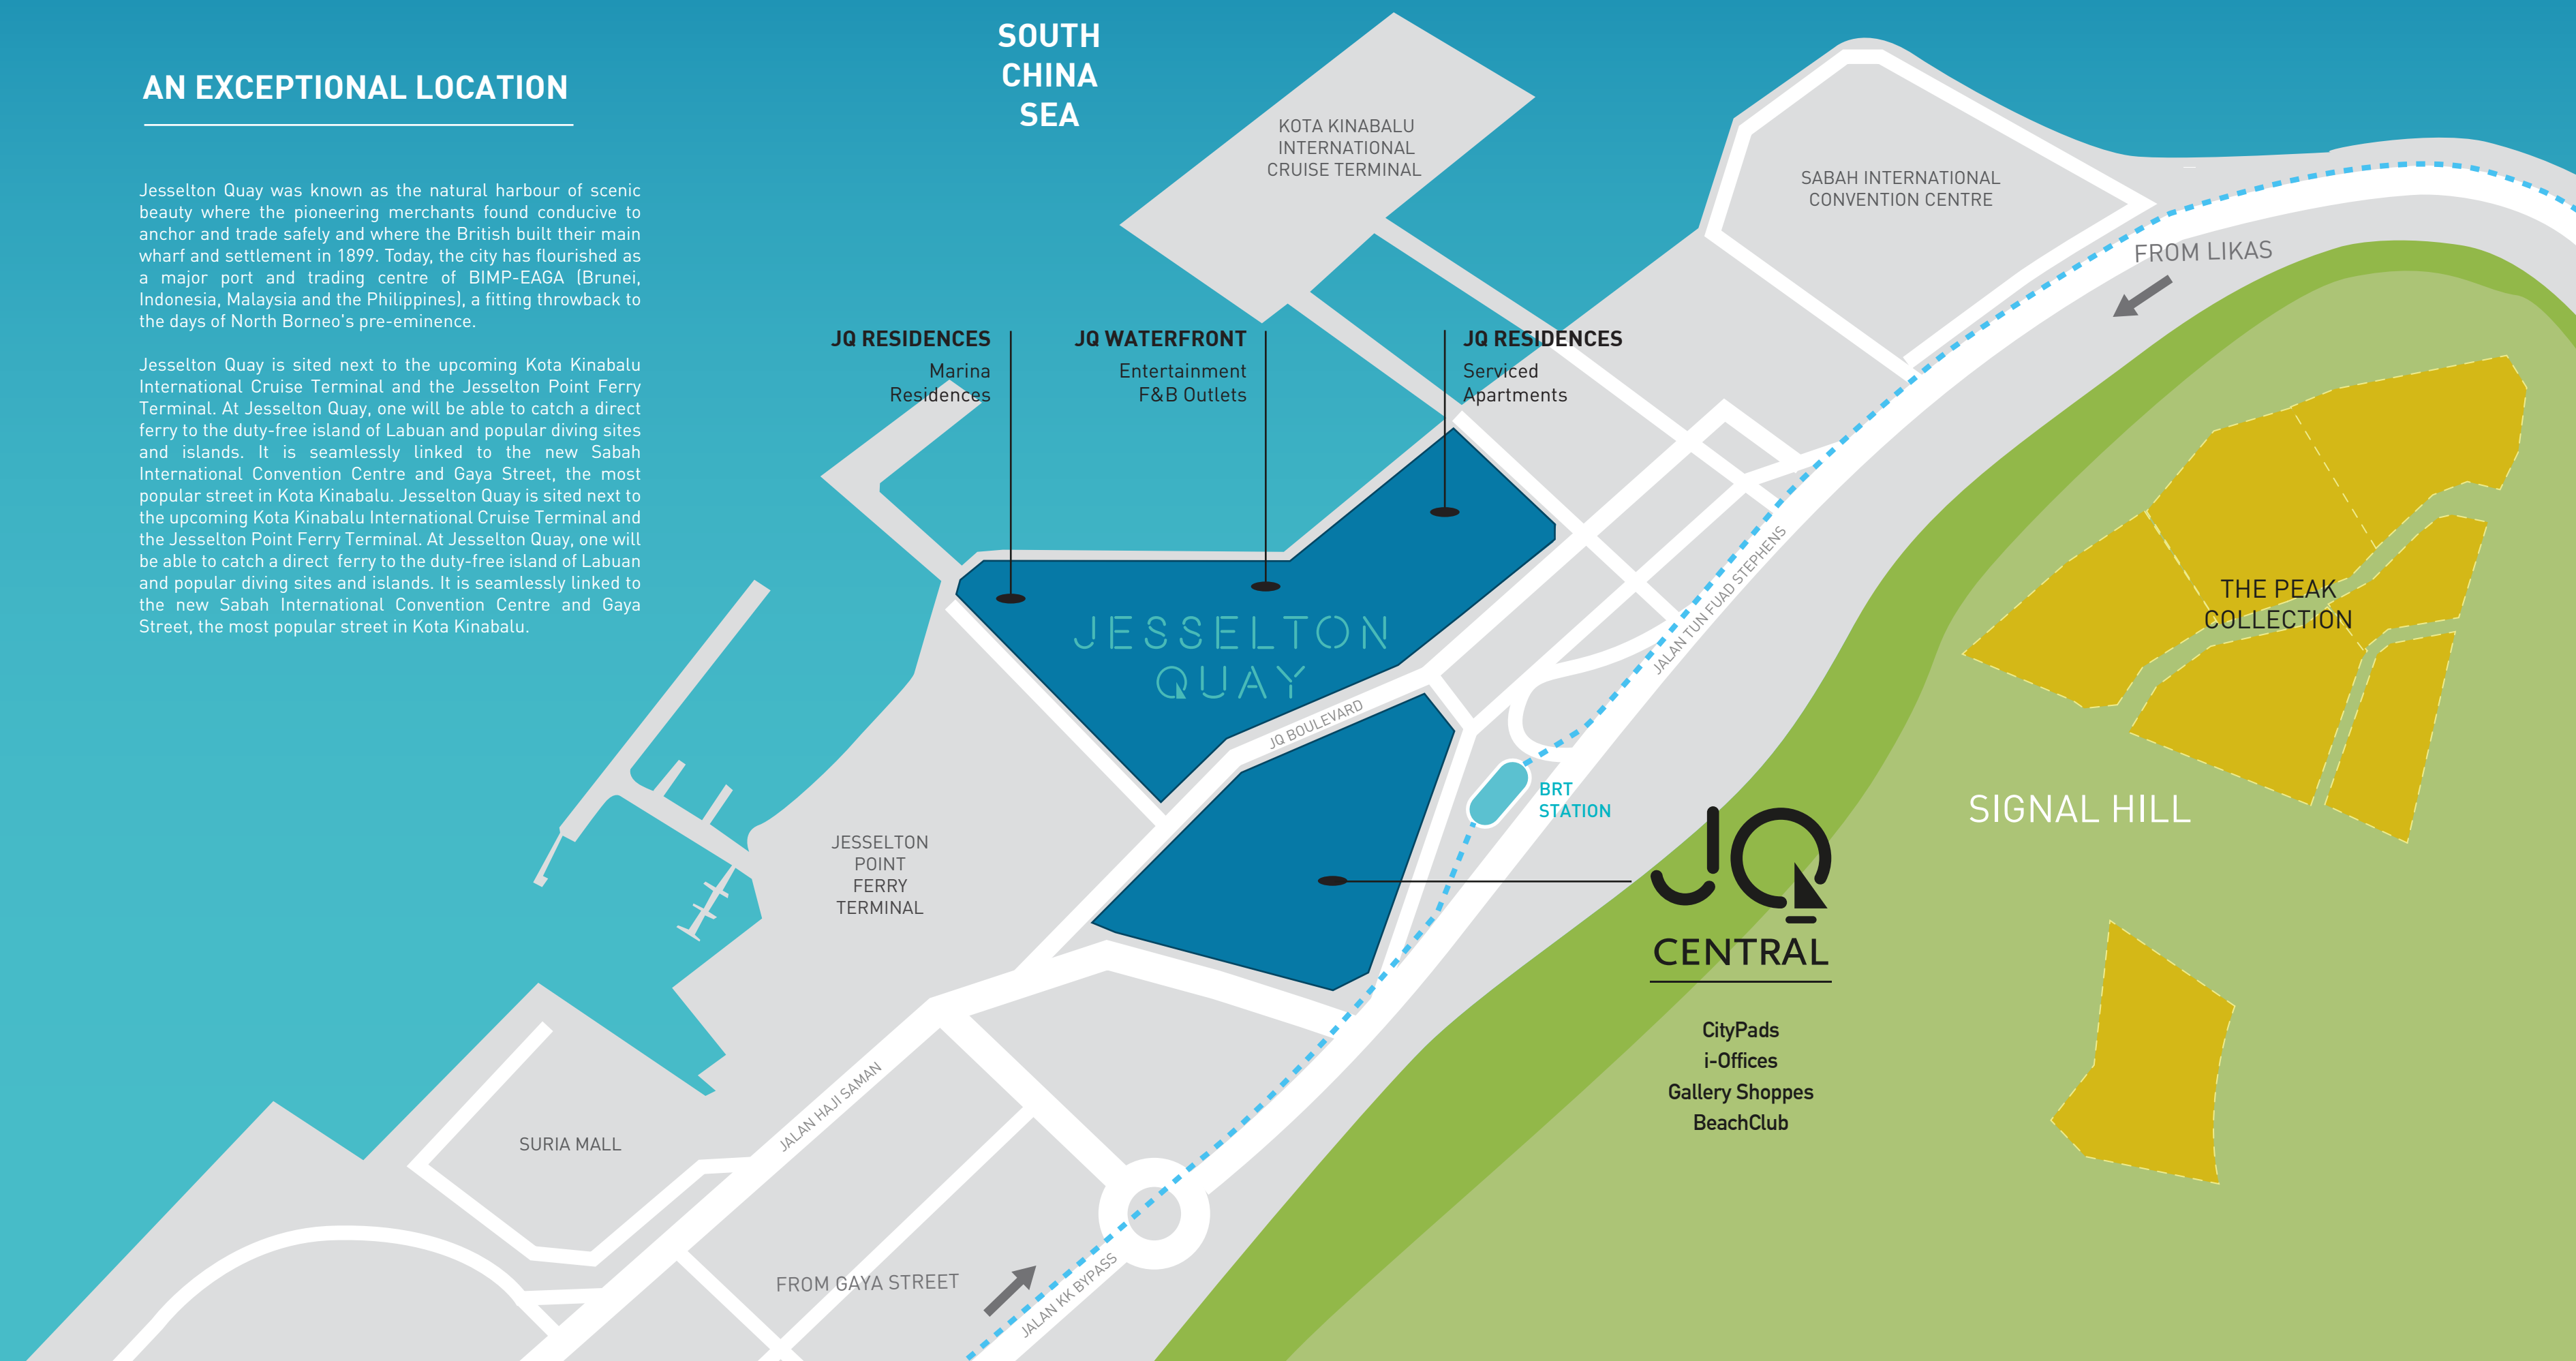 AN EXCEPTIONAL LOCATION
Jesselton Quay was known as the natural harbour of scenic
beauty where the pioneering merchants found conducive to
anchor and trade safely and where the British built their main
wharf and settlement in 1899. Today, the city has flourished as
a major port and trading centre of BIMP-EAGA (Brunei,
Indonesia, Malaysia and the Philippines), a fitting throwback to
the days of North Borneo's pre-eminence.
Jesselton Quay is sited next to the upcoming Kota Kinabalu
International Cruise Terminal and the Jesselton Point Ferry
Terminal. At Jesselton Quay, one will be able to catch a direct
ferry to the duty-free island of Labuan and popular diving sites
and islands. It is seamlessly linked to the new Sabah
International Convention Centre and Gaya Street, the most
popular street in Kota Kinabalu. Jesselton Quay is sited next to
the upcoming Kota Kinabalu International Cruise Terminal and
the Jesselton Point Ferry Terminal. At Jesselton Quay, one will
be able to catch a direct ferry to the duty-free island of Labuan
and popular diving sites and islands. It is seamlessly linked to
the new Sabah International Convention Centre and Gaya
Street, the most popular street in Kota Kinabalu.
SOUTH
CHINA
SEA
KOTA KINABALU
INTERNATIONAL
CRUISE TERMINAL
SABAH INTERNATIONAL
CONVENTION CENTRE
FROM LIKAS
JQ RESIDENCES
Marina
Residences
JQ WATERFRONT
Entertainment
F&B Outlets
JQ RESIDENCES
Serviced
Apartments
JESSELTON
QUAY
JQ BOULEVARD
JALAN TUN FUAD STEPHENS
THE PEAK
COLLECTION
SIGNAL HILL
BRT
STATION
JESSELTON
POINT
FERRY
TERMINAL
JQ
CENTRAL
CityPads
i-Offices
Gallery Shoppes
BeachClub
JALAN HAJI SAMAN
SURIA MALL
FROM GAYA STREET
JALAN KK BYPASS